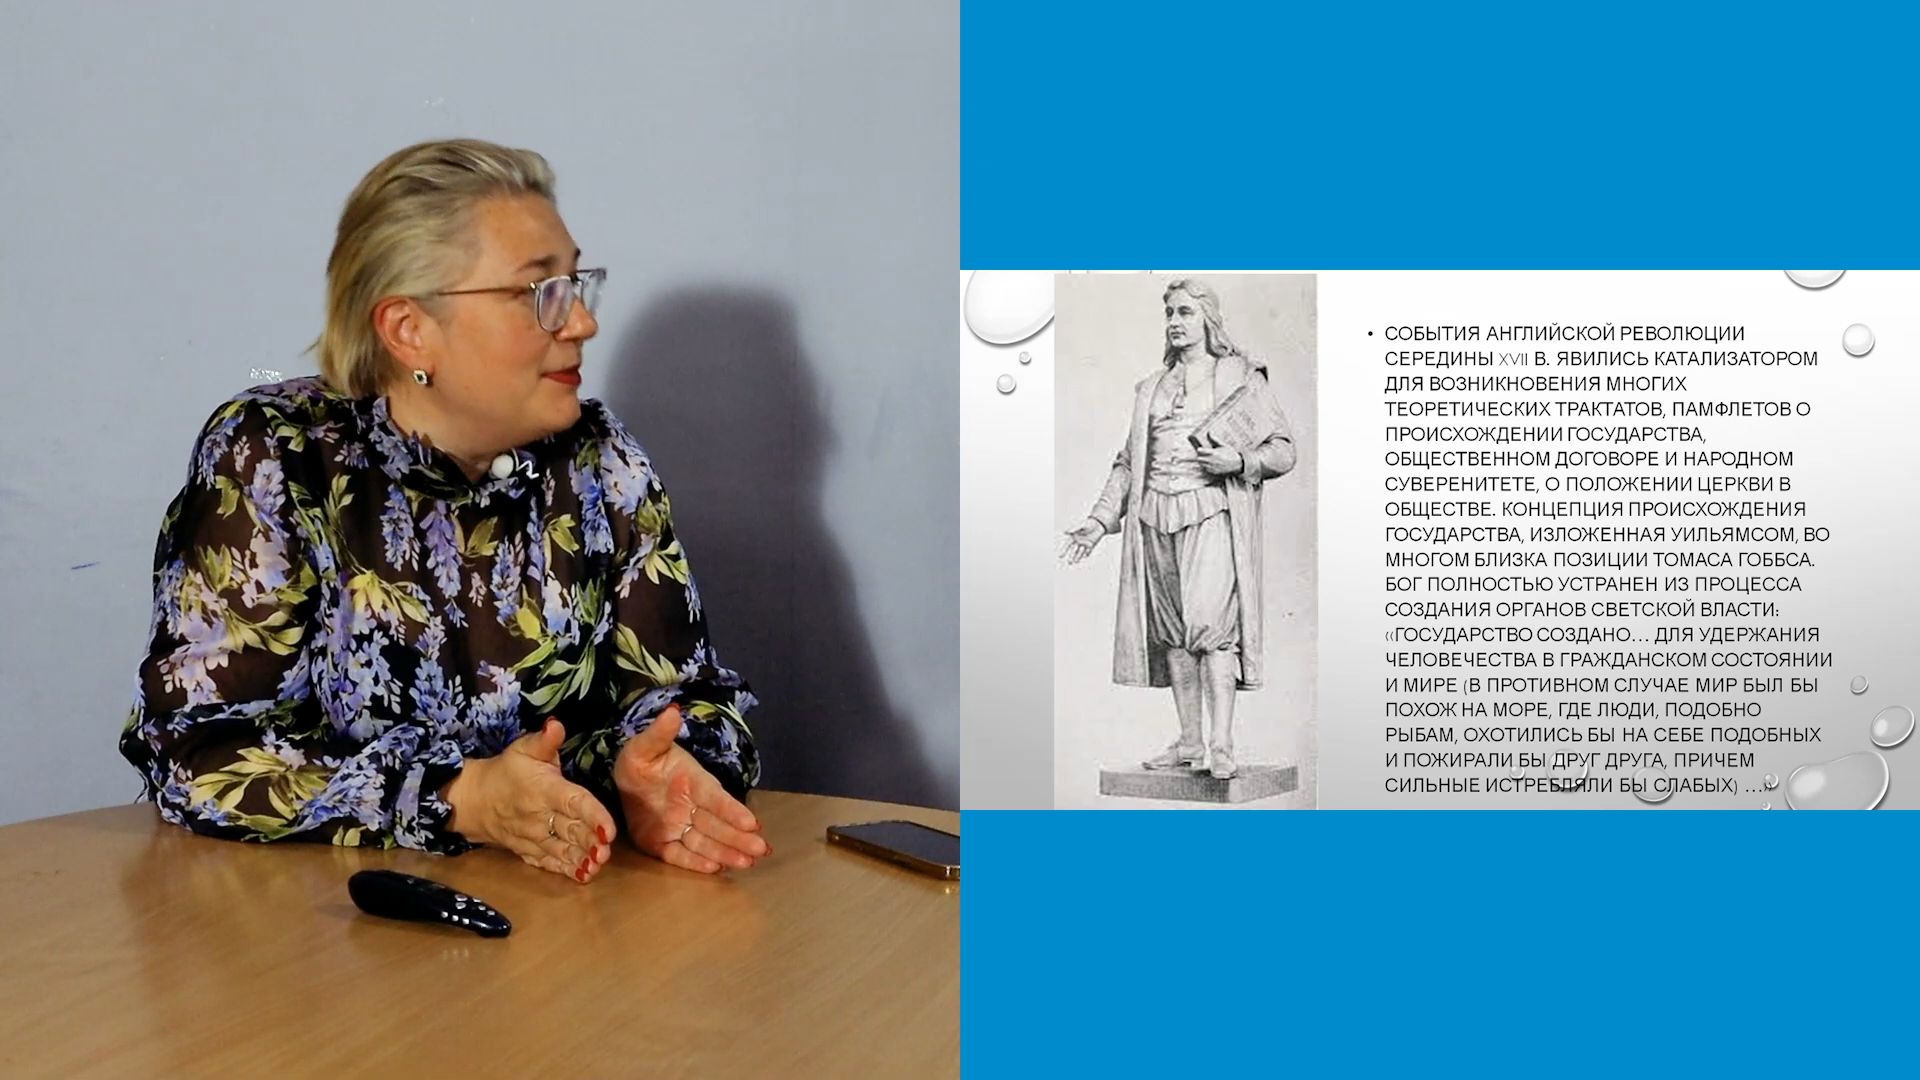 • СОБЫТИЯ АНГЛИЙСКОЙ РЕВОЛЮЦИИ
СЕРЕДИНЫ XVII В. ЯВИЛИСЬ КАТАЛИЗАТОРОМ
ДЛЯ ВОЗНИКНОВЕНИЯ МНОГИХ
ТЕОРЕТИЧЕСКИХ ТРАКТАТОВ, ПАМФЛЕТОВ О
ПРОИСХОЖДЕНИИ ГОСУДАРСТВА,
ОБЩЕСТВЕННОМ ДОГОВОРЕ И НАРОДНОМ
СУВЕРЕНИТЕТЕ, О ПОЛОЖЕНИИ ЦЕРКВИ В
ОБЩЕСТВЕ. КОНЦЕПЦИЯ ПРОИСХОЖДЕНИЯ
ГОСУДАРСТВА, ИЗЛОЖЕННАЯ УИЛЬЯМСОМ, ВО
МНОГОМ БЛИЗКА ПОЗИЦИИ ТОМАСА ГОББСА.
БОГ ПОЛНОСТЬЮ УСТРАНЕН ИЗ ПРОЦЕССА
СОЗДАНИЯ ОРГАНОВ СВЕТСКОЙ ВЛАСТИ:
«ГОСУДАРСТВО СОЗДАНО... ДЛЯ УДЕРЖАНИЯ
ЧЕЛОВЕЧЕСТВА В ГРАЖДАНСКОМ СОСТОЯНИИ
И МИРЕ (В ПРОТИВНОМ СЛУЧАЕ МИР БЫЛ БЫ
ПОХОЖ НА МОРЕ, ГДЕ ЛЮДИ, ПОДОБНО
РЫБАМ, ОХОТИЛИСЬ БЫ НА СЕБЕ ПОДОБНЫХ
И ПОЖИРАЛИ БЫ ДРУГ ДРУГА, ПРИЧЕМ
СИЛЬНЫЕ ИСТРЕБЛЯЛИ БЫ СЛАБЫХ) ...»